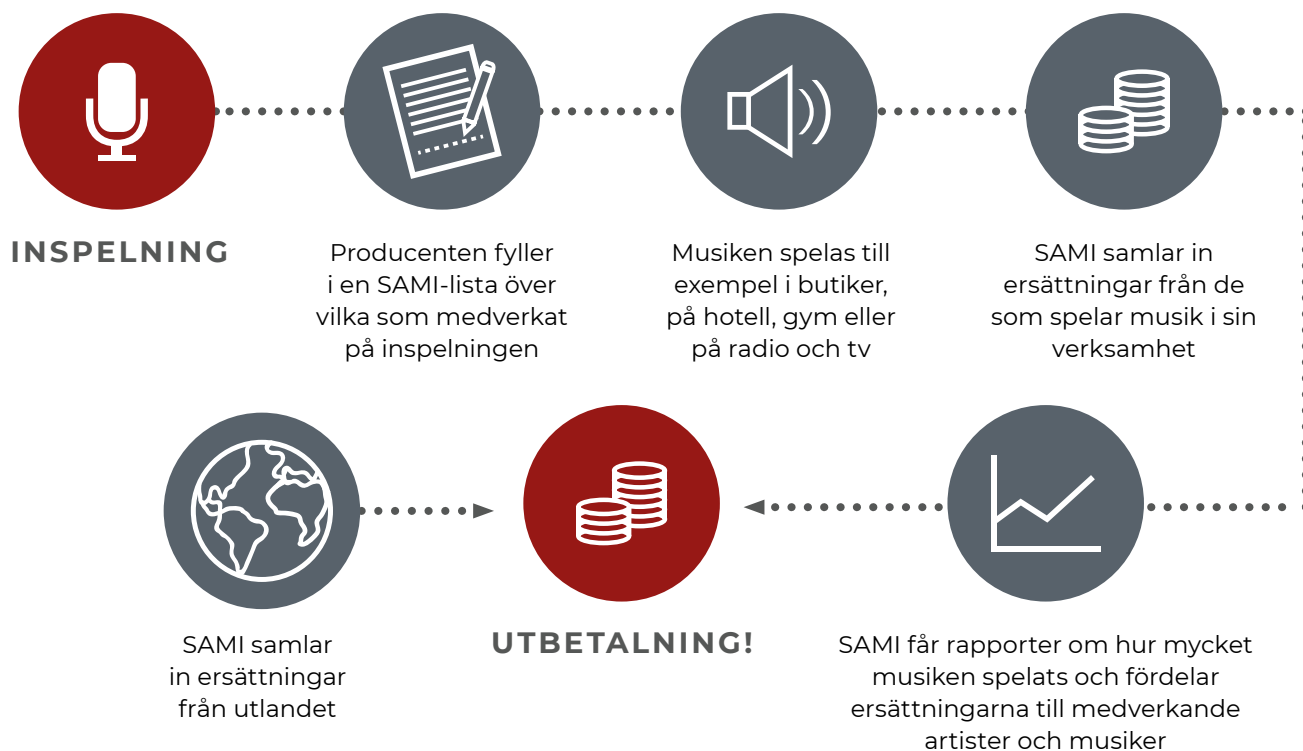 INSPELNING
Producenten fyller
i en SAMI-lista över
vilka som medverkat
på inspelningen
Musiken spelas till
exempel i butiker,
på hotell, gym eller
på radio och tv
SAMI samlar in
ersättningar från de
som spelar musik i sin
verksamhet
SAMI samlar
in ersättningar
från utlandet
UTBETALNING!
SAMI får rapporter om hur mycket
musiken spelats och fördelar
ersättningarna till medverkande
artister och musiker